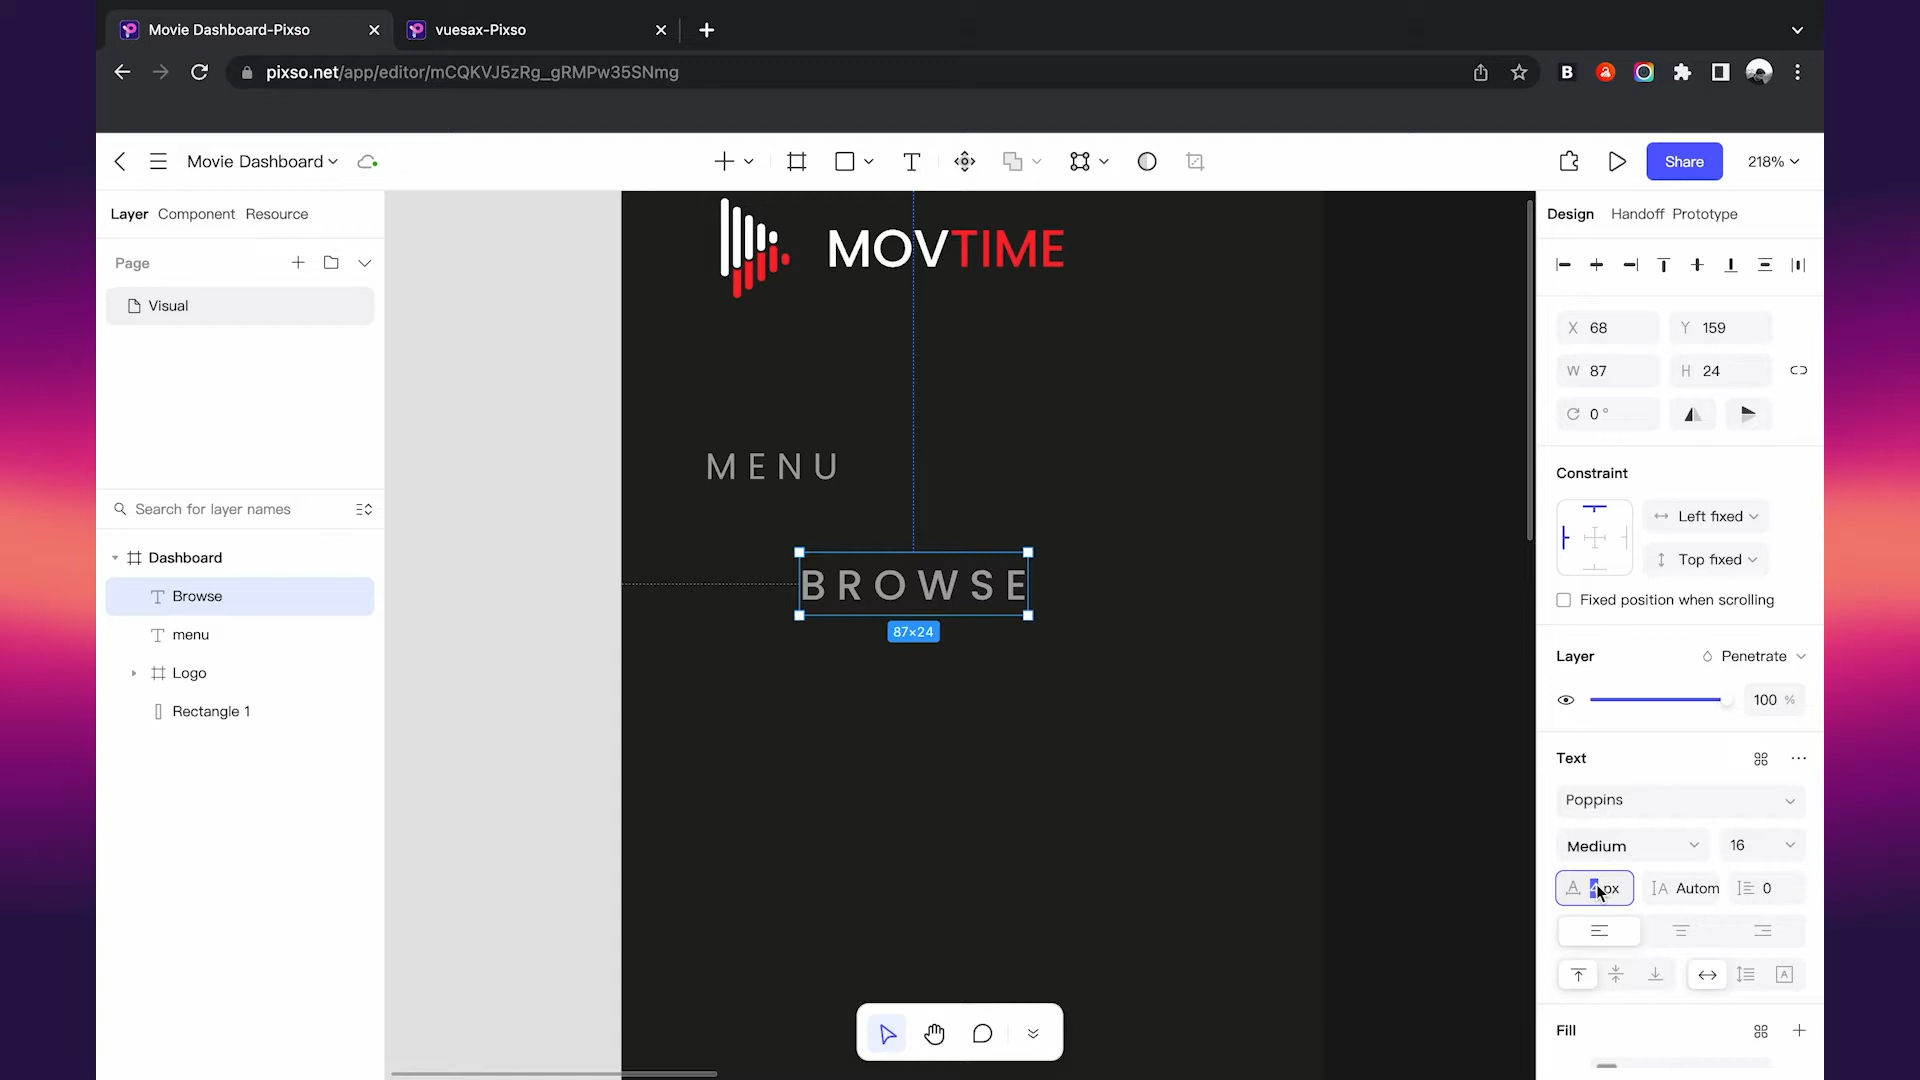 Movie Dashboard-Pixso
vuesax-Pixso
pixso.net/app/editor/mCQKVJ5zRg_gRMPw35SNmg
B
Movie Dashboard
T
Share
218%
Layer Component Resource
Page
Visual
Search for layer names
Dashboard
T Browse
T menu
Logo
Rectangle 1
MOVTIME
MENU
BROWSE
87×24
Design Handoff Prototype
X 68
Y 159
W 87
H 24
0 °
Constraint
Left fixed
Top fixed
Fixed position when scrolling
Layer
Penetrate
100 %
Text
Poppins
Medium
16
A 4px
A Autom
0
A
Fill